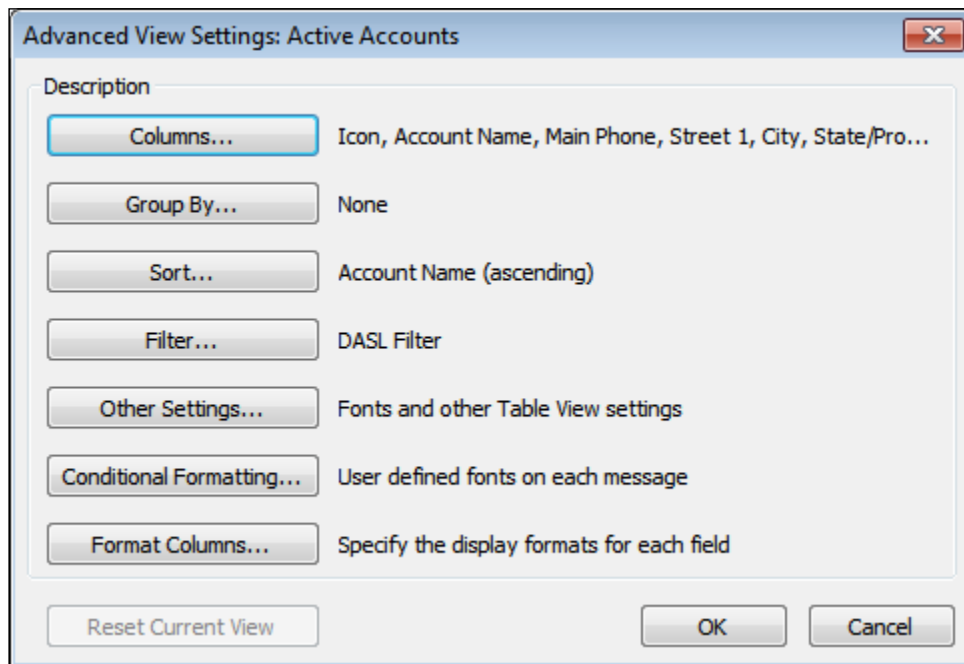 Advanced View Settings: Active Accounts
Description
Columns... Icon, Account Name, Main Phone, Street 1, City, State/Pro...
Group By... None
Sort... Account Name (ascending)
Filter... DASL Filter
Other Settings... Fonts and other Table View settings
Conditional Formatting... User defined fonts on each message
Format Columns... Specify the display formats for each field
Reset Current View OK Cancel